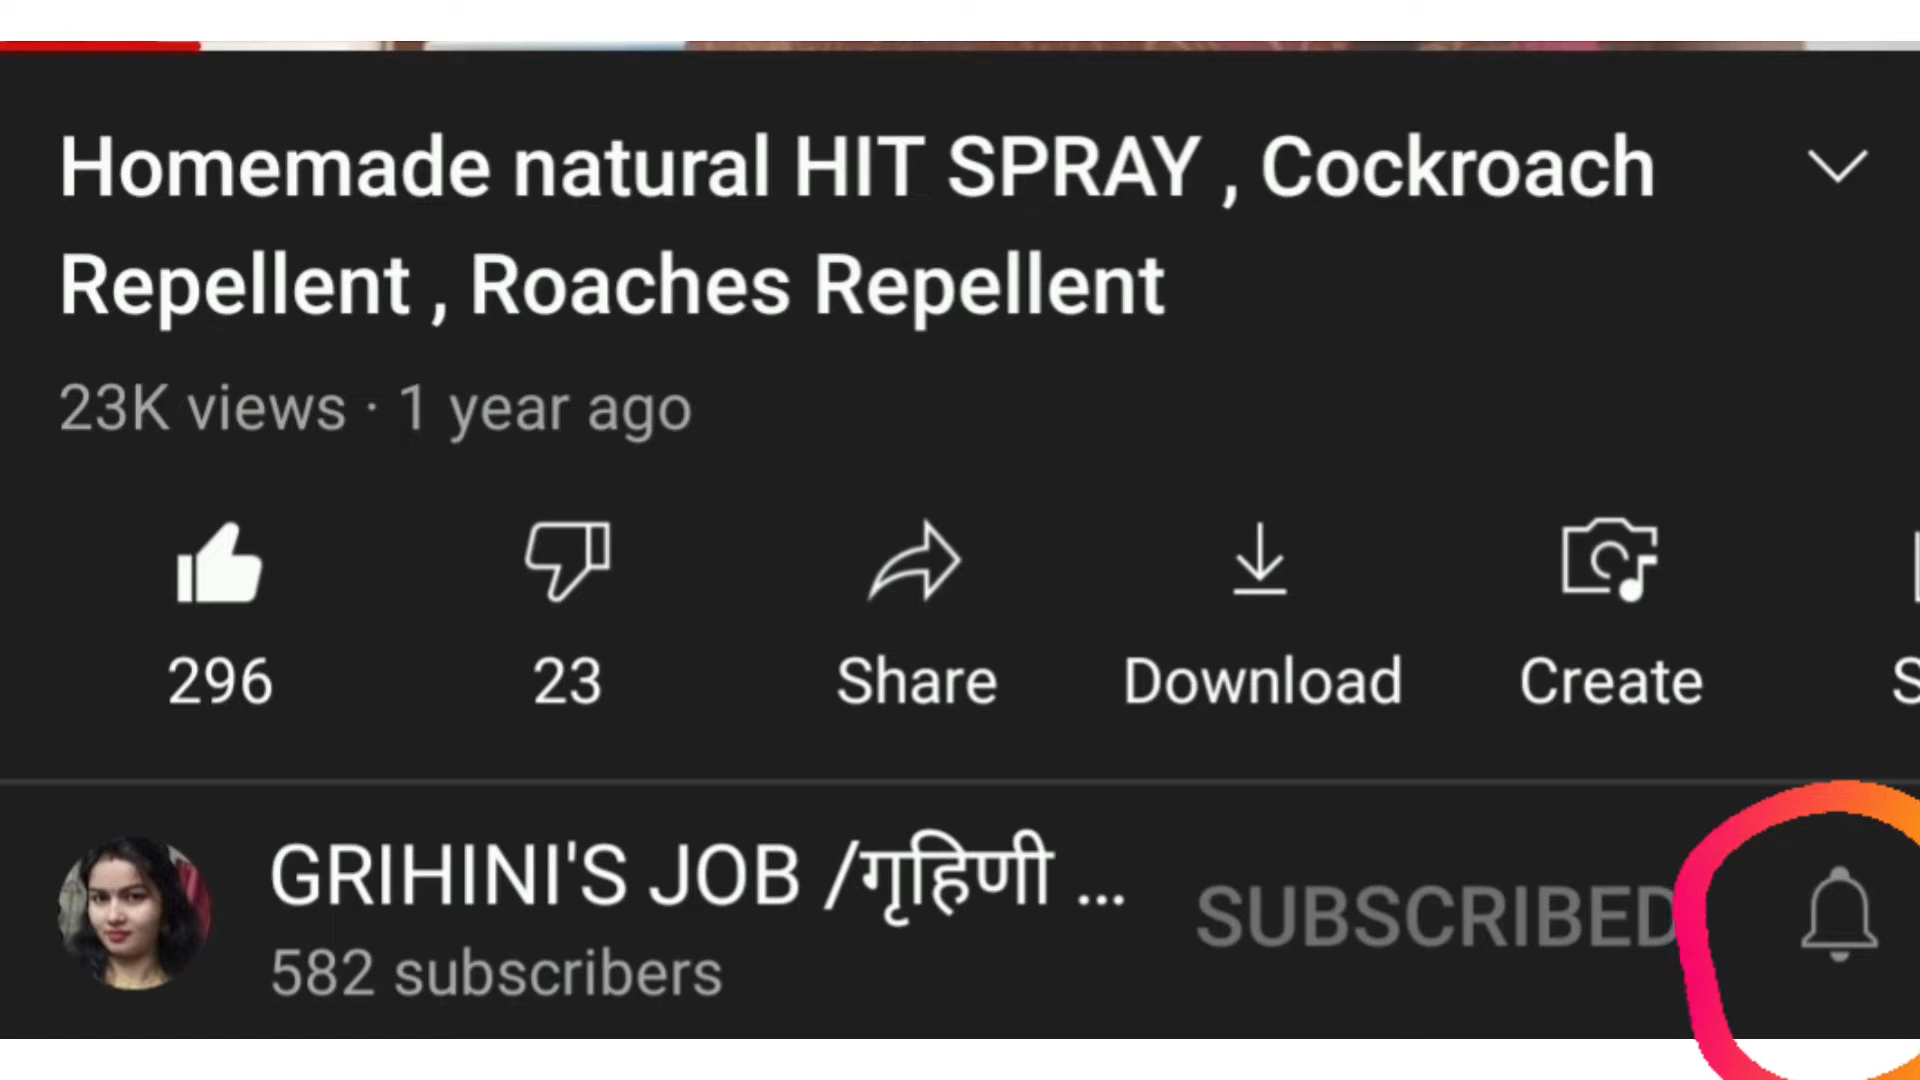 Homemade natural HIT SPRAY , Cockroach
Repellent , Roaches Repellent
23K views · 1 year ago
296 23 Share Download Create
GRIHINI'S JOB /गृहिणी ...
SUBSCRIBED
582 subscribers